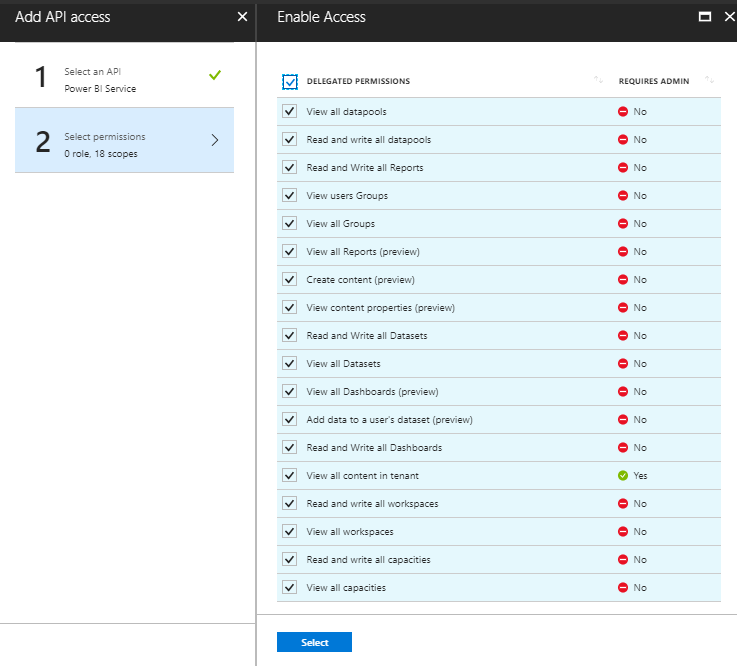 Add API access
1
Select an API
Power BI Service
2
Select permissions
0 role, 18 scopes
Enable Access
DELEGATED PERMISSIONS REQUIRES ADMIN
View all datapools No
Read and write all datapools No
Read and Write all Reports No
View users Groups No
View all Groups No
View all Reports (preview) No
Create content (preview) No
View content properties (preview) No
Read and Write all Datasets No
View all Datasets No
View all Dashboards (preview) No
Add data to a user's dataset (preview) No
Read and Write all Dashboards No
View all content in tenant Yes
Read and write all workspaces No
View all workspaces No
Read and write all capacities No
View all capacities No
Select